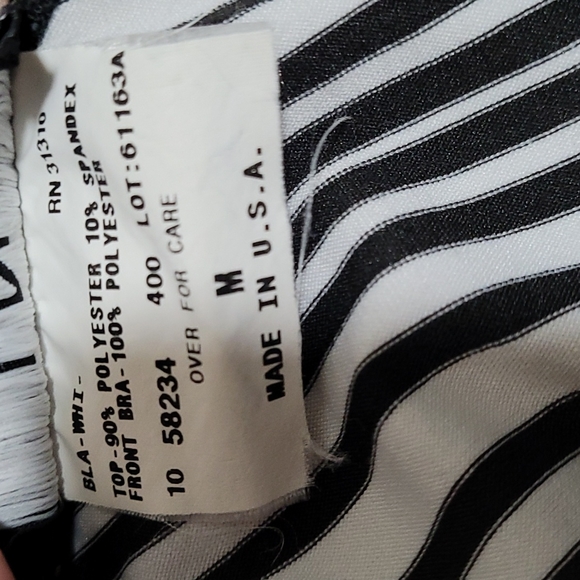 RN 31316
BLA-WHI-
TOP-90% POLYESTER 10% SPANDEX
FRONT BRA-100% POLYESTER
10 58234 400 LOT:61163A
OVER FOR CARE
M
MADE IN U.S.A.